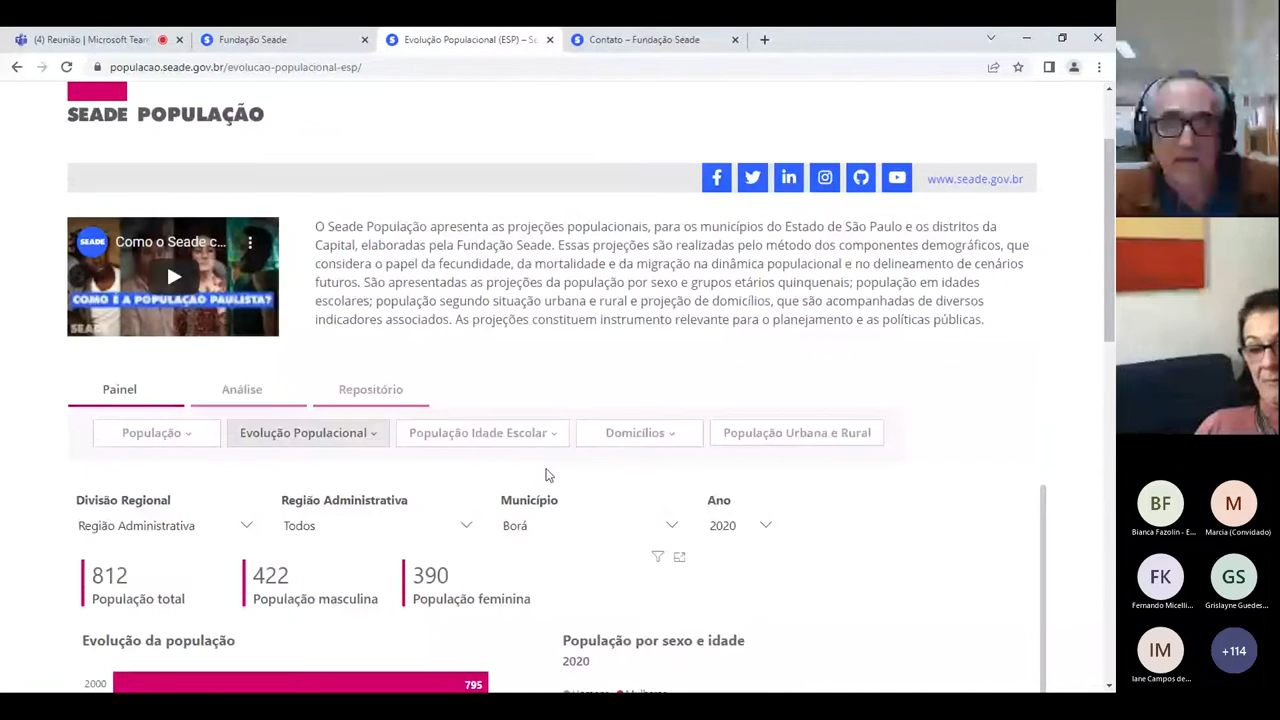 (4) Reunião | Microsoft Team
Fundação Seade
Evolução Populacional (ESP) – Se
Contato – Fundação Seade
populacao.seade.gov.br/evolucao-populacional-esp/
SEADE POPULAÇÃO
www.seade.gov.br
SEADE
Como o Seade c...
COMO É A POPULAÇÃO PAULISTA?
SEADE
O Seade População apresenta as projeções populacionais, para os municípios do Estado de São Paulo e os distritos da
Capital, elaboradas pela Fundação Seade. Essas projeções são realizadas pelo método dos componentes demográficos, que
considera o papel da fecundidade, da mortalidade e da migração na dinâmica populacional e no delineamento de cenários
futuros. São apresentadas as projeções da população por sexo e grupos etários quinquenais; população em idades
escolares; população segundo situação urbana e rural e projeção de domicílios, que são acompanhadas de diversos
indicadores associados. As projeções constituem instrumento relevante para o planejamento e as políticas públicas.
Painel
Análise
Repositório
População
Evolução Populacional
População Idade Escolar
Domicílios
População Urbana e Rural
Divisão Regional
Região Administrativa
Município
Ano
Região Administrativa
Todos
Borá
2020
812
População total
422
População masculina
390
População feminina
Evolução da população
População por sexo e idade
2020
2000
795
BF
Bianca Fazolin - E...
M
Marcia (Convidado)
FK
Fernando Micelli...
GS
Grislayne Guedes...
IM
Iane Campos de...
+114